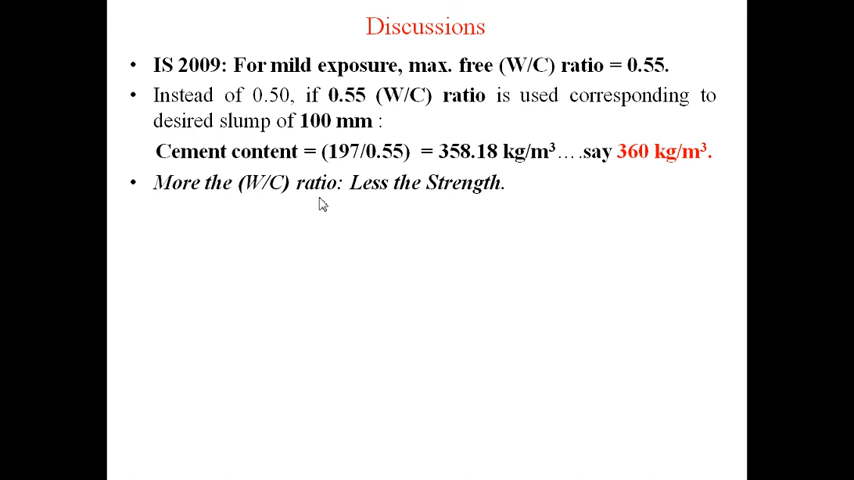 Discussions
• IS 2009: For mild exposure, max. free (W/C) ratio = 0.55.
• Instead of 0.50, if 0.55 (W/C) ratio is used corresponding to
desired slump of 100 mm :
Cement content = (197/0.55) = 358.18 kg/m³….say 360 kg/m³.
• More the (W/C) ratio: Less the Strength.